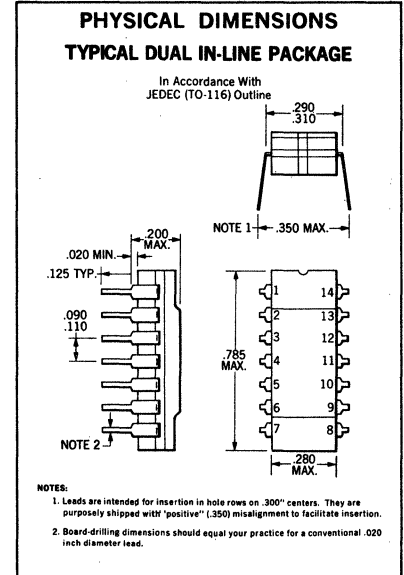 PHYSICAL DIMENSIONS
TYPICAL DUAL IN-LINE PACKAGE
In Accordance With
JEDEC (TO-116) Outline
.290
.310
NOTE 1
.350 MAX.
.200
MAX.
.020 MIN.
.125 TYP.
.090
.110
NOTE 2
.785
MAX.
1 14
2 13
3 12
4 11
5 10
6 9
7 8
.280
MAX.
NOTES:
1. Leads are intended for insertion in hole rows on .300" centers. They are
purposely shipped with 'positive" (.350) misalignment to facilitate insertion.
2. Board-drilling dimensions should equal your practice for a conventional .020
inch diameter lead.